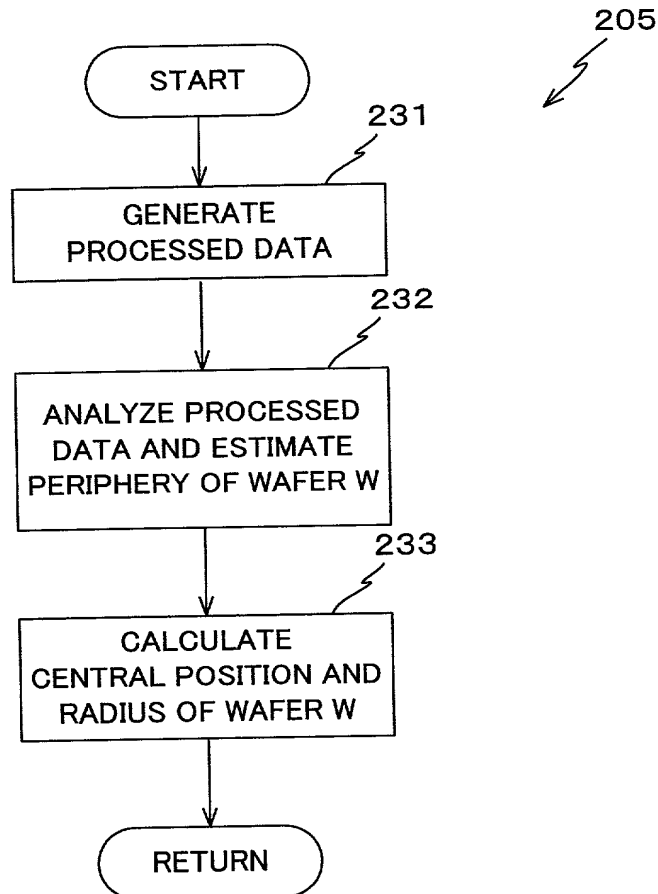 205
START
231
GENERATE
PROCESSED DATA
232
ANALYZE PROCESSED
DATA AND ESTIMATE
PERIPHERY OF WAFER W
233
CALCULATE
CENTRAL POSITION AND
RADIUS OF WAFER W
RETURN